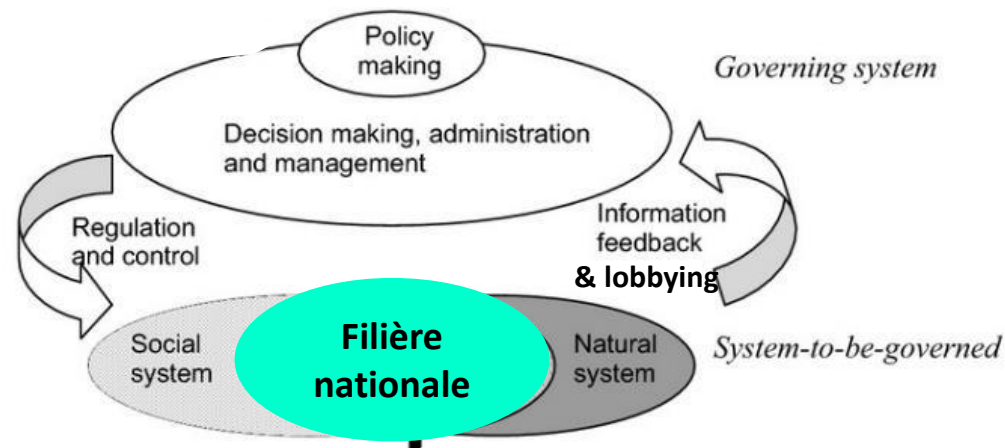 Policy
making
Governing system
Decision making, administration
and management
Regulation
and control
Information
feedback
& lobbying
Social
system
Filière
nationale
Natural
system
System-to-be-governed